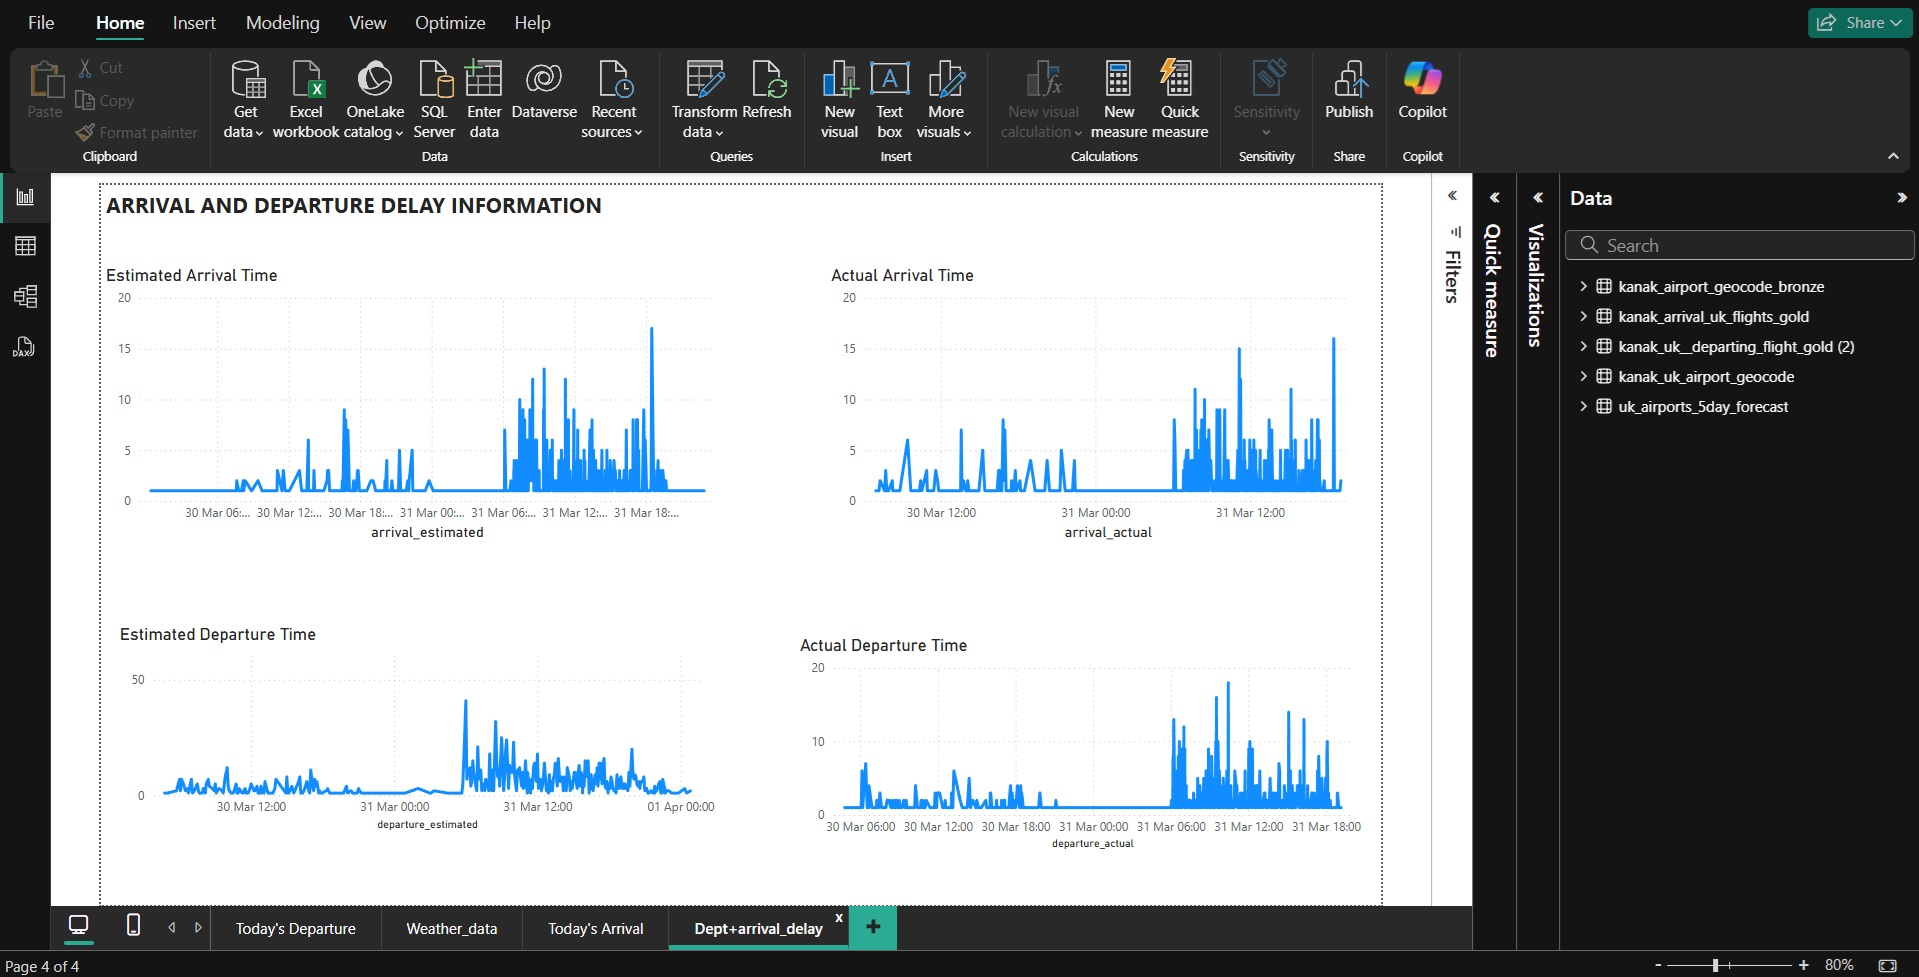 File Home Insert Modeling View Optimize Help
Share
Paste
Cut
Copy
Format painter
Clipboard
Get data
Excel workbook
OneLake catalog
SQL Server
Enter data
Dataverse
Recent sources
Data
Transform data
Refresh
Queries
New visual
Text box
More visuals
Insert
New visual calculation
New measure
Quick measure
Calculations
Sensitivity
Sensitivity
Publish
Share
Copilot
Copilot
ARRIVAL AND DEPARTURE DELAY INFORMATION
Estimated Arrival Time
20
15
10
5
0
30 Mar 06:... 30 Mar 12:... 30 Mar 18:... 31 Mar 00:... 31 Mar 06:... 31 Mar 12:... 31 Mar 18:...
arrival_estimated
Actual Arrival Time
20
15
10
5
0
30 Mar 12:00 31 Mar 00:00 31 Mar 12:00
arrival_actual
Estimated Departure Time
50
0
30 Mar 12:00 31 Mar 00:00 31 Mar 12:00 01 Apr 00:00
departure_estimated
Actual Departure Time
20
10
0
30 Mar 06:00 30 Mar 12:00 30 Mar 18:00 31 Mar 00:00 31 Mar 06:00 31 Mar 12:00 31 Mar 18:00
departure_actual
Filters
Quick measure
Visualizations
Data
Search
kanak_airport_geocode_bronze
kanak_arrival_uk_flights_gold
kanak_uk__departing_flight_gold (2)
kanak_uk_airport_geocode
uk_airports_5day_forecast
DAX
Today's Departure Weather_data Today's Arrival Dept+arrival_delay x +
Page 4 of 4
- + 80%